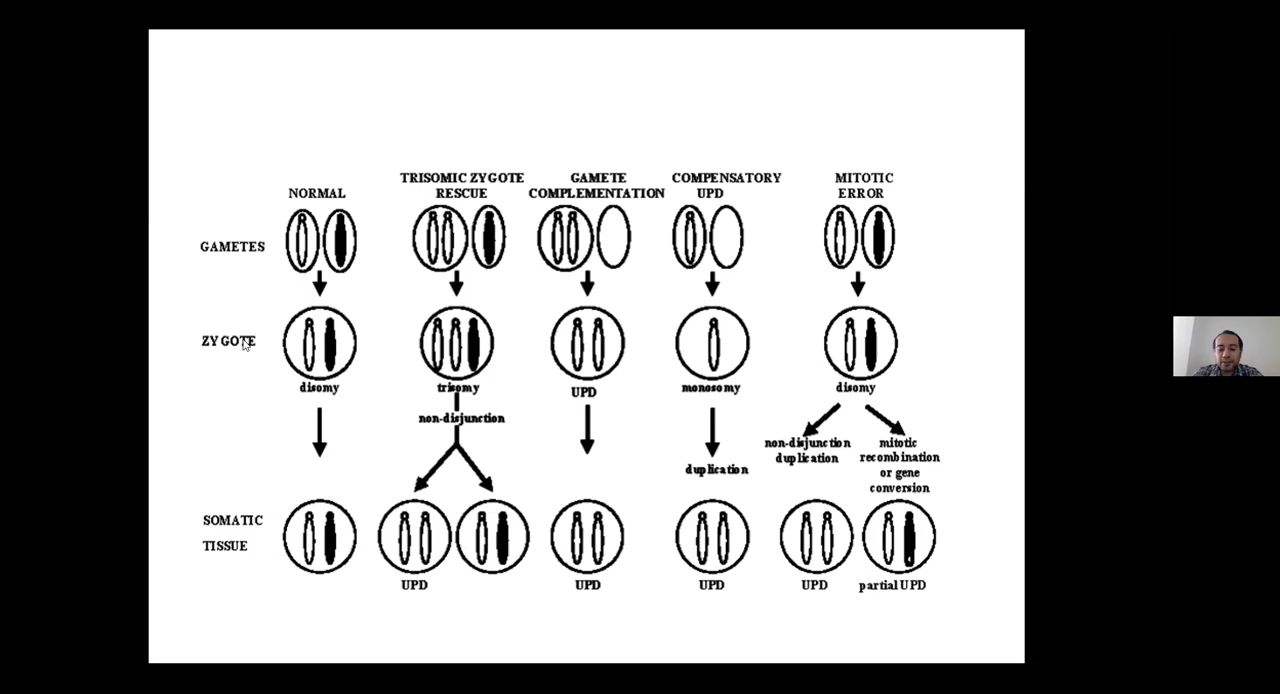 NORMAL
TRISOMIC ZYGOTE
RESCUE
GAMETE
COMPLEMENTATION
COMPENSATORY
UPD
MITOTIC
ERROR
GAMETES
ZYGOTE
disomy
trisomy
UPD
monosomy
disomy
non-disjunction
duplication
non-disjunction
duplication
mitotic
recombination
or gene
conversion
SOMATIC
TISSUE
UPD
UPD
UPD
UPD
partial UPD